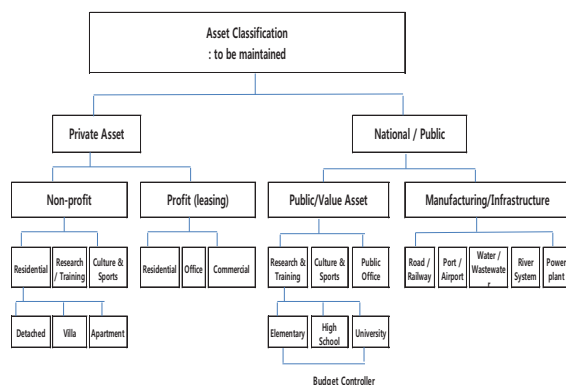 Asset Classification
: to be maintained
Private Asset
National / Public
Non-profit
Profit (leasing)
Public/Value Asset
Manufacturing/Infrastructure
Residential
Research
/ Training
Culture &
Sports
Residential
Office
Commercial
Research &
Training
Culture &
Sports
Public
Office
Road /
Railway
Port /
Airport
Water /
Wastewate
r
River
System
Power
plant
Detached
Villa
Apartment
Elementary
High
School
University
Budget Controller